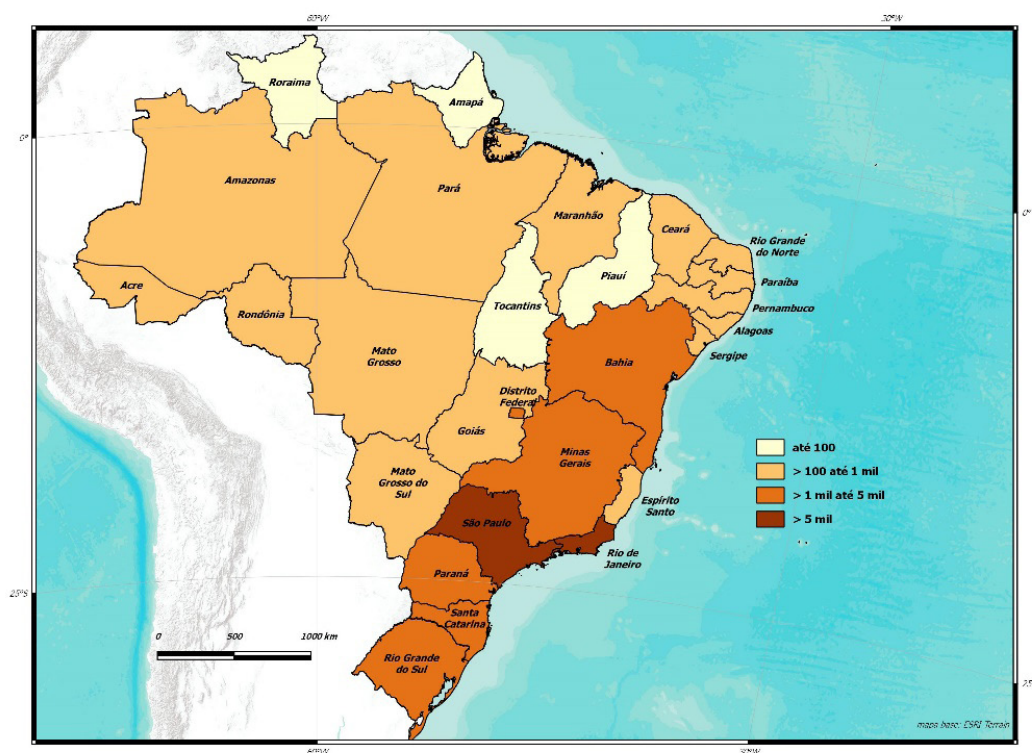 60°W
30°W
Roraima
Amapá
0°
Amazonas
Pará
Maranhão
Ceará
0°
Rio Grande
do Norte
Piauí
Acre
Paraíba
Tocantins
Rondônia
Pernambuco
Alagoas
Mato
Grosso
Bahia
Sergipe
Distrito
Federal
Goiás
até 100
Minas
Gerais
> 100 até 1 mil
Mato
Grosso do
Sul
> 1 mil até 5 mil
Espírito
Santo
São Paulo
> 5 mil
Rio de
Janeiro
Paraná
25°S
Santa
Catarina
0 500 1000 km
Rio Grande
do Sul
mapa base: ESRI Terrain